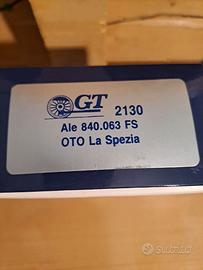 GT 2130
Ale 840.063 FS
OTO La Spezia
Subito.it